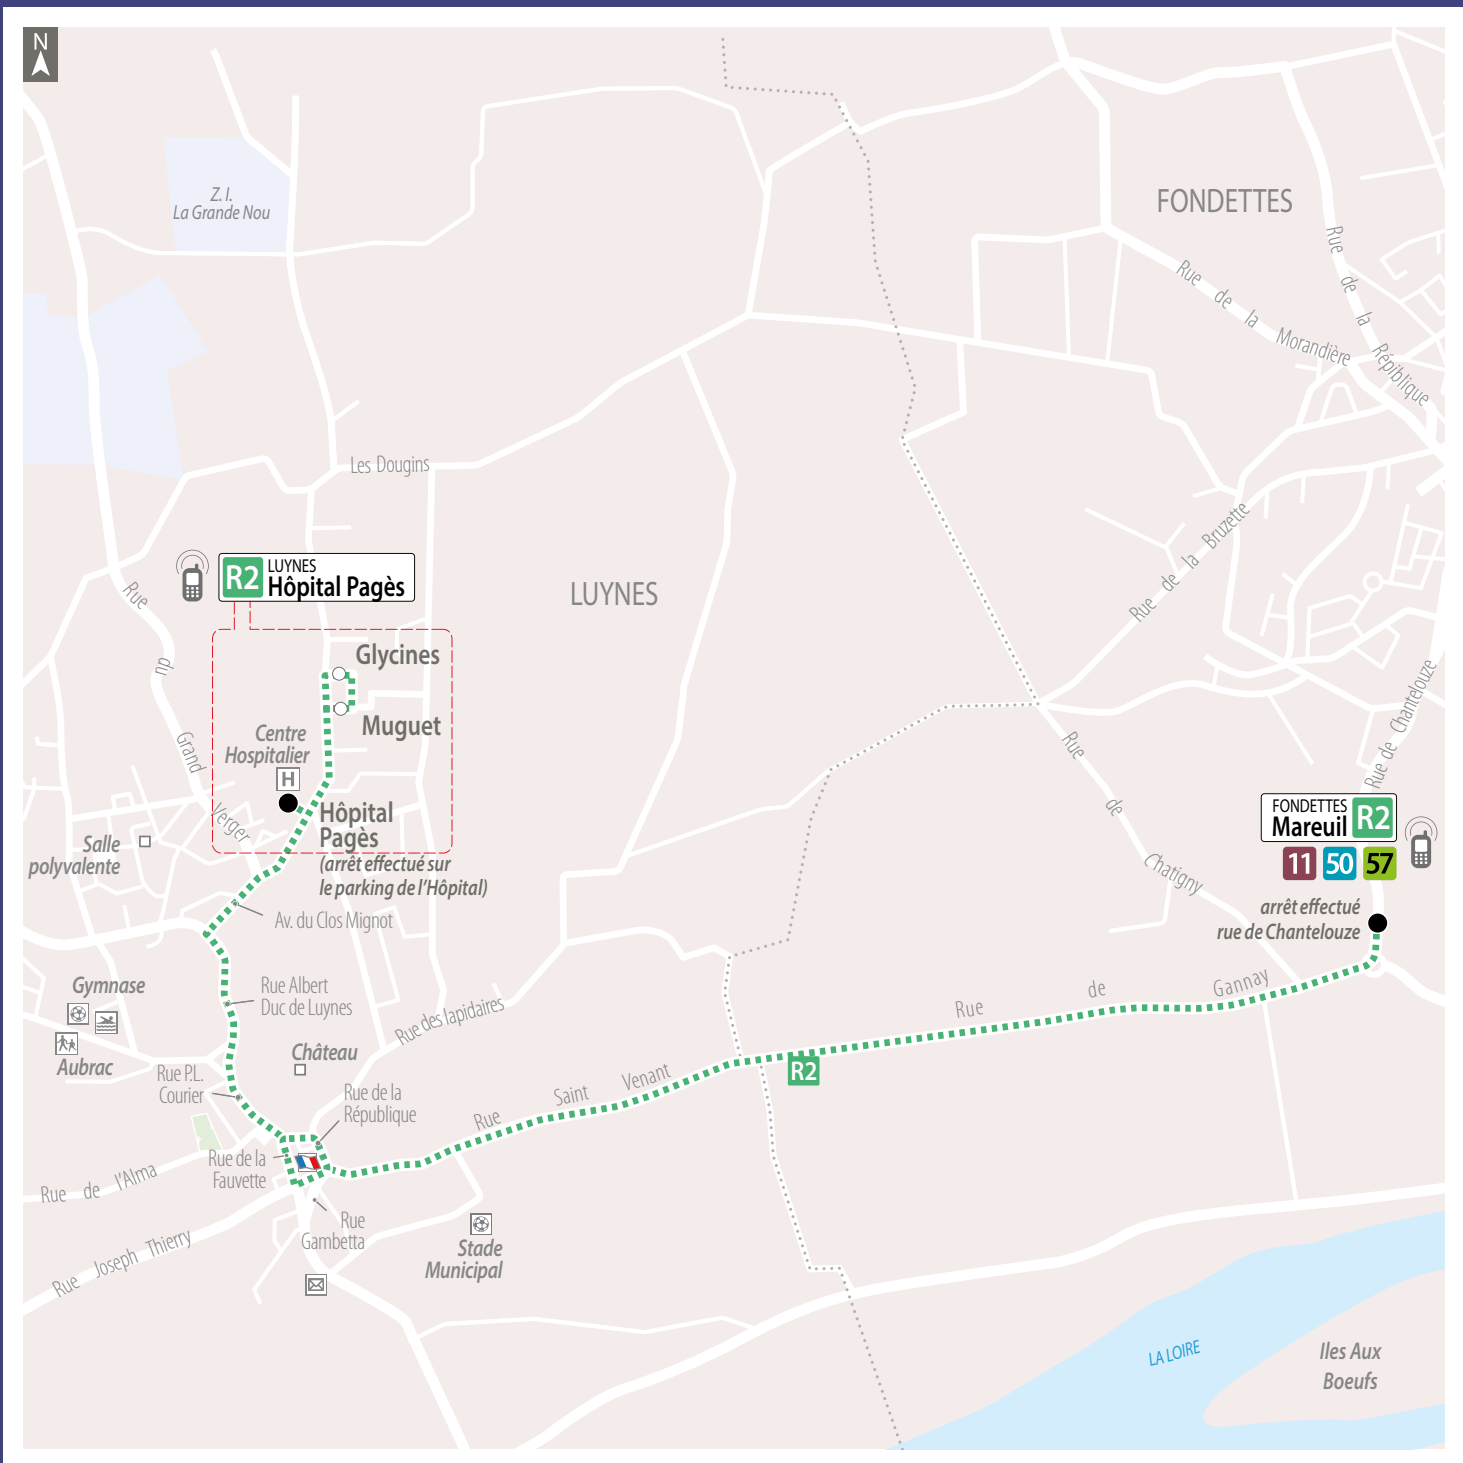 N
Z. I.
La Grande Nou
FONDETTES
Rue de la Répiblique
Rue de la Morandière
Les Dougins
Rue de la Bruzette
R2
LUYNES
Hôpital Pagès
LUYNES
Rue du Grand Verger
Glycines
Muguet
Centre
Hospitalier
H
Hôpital
Pagès
(arrêt effectué sur
le parking de l'Hôpital)
Salle
polyvalente
Av. du Clos Mignot
Rue de Chantelouze
Rue de Chatigny
FONDETTES
Mareuil
R2
11 50 57
arrêt effectué
rue de Chantelouze
Gymnase
Aubrac
Rue Albert
Duc de Luynes
Rue des lapidaires
Château
Rue P.L.
Courier
Rue de la
République
Rue de Gannay
R2
Rue Saint Venant
Rue de la
Fauvette
Rue de l'Alma
Rue Joseph Thierry
Rue
Gambetta
Stade
Municipal
LA LOIRE
Iles Aux
Boeufs